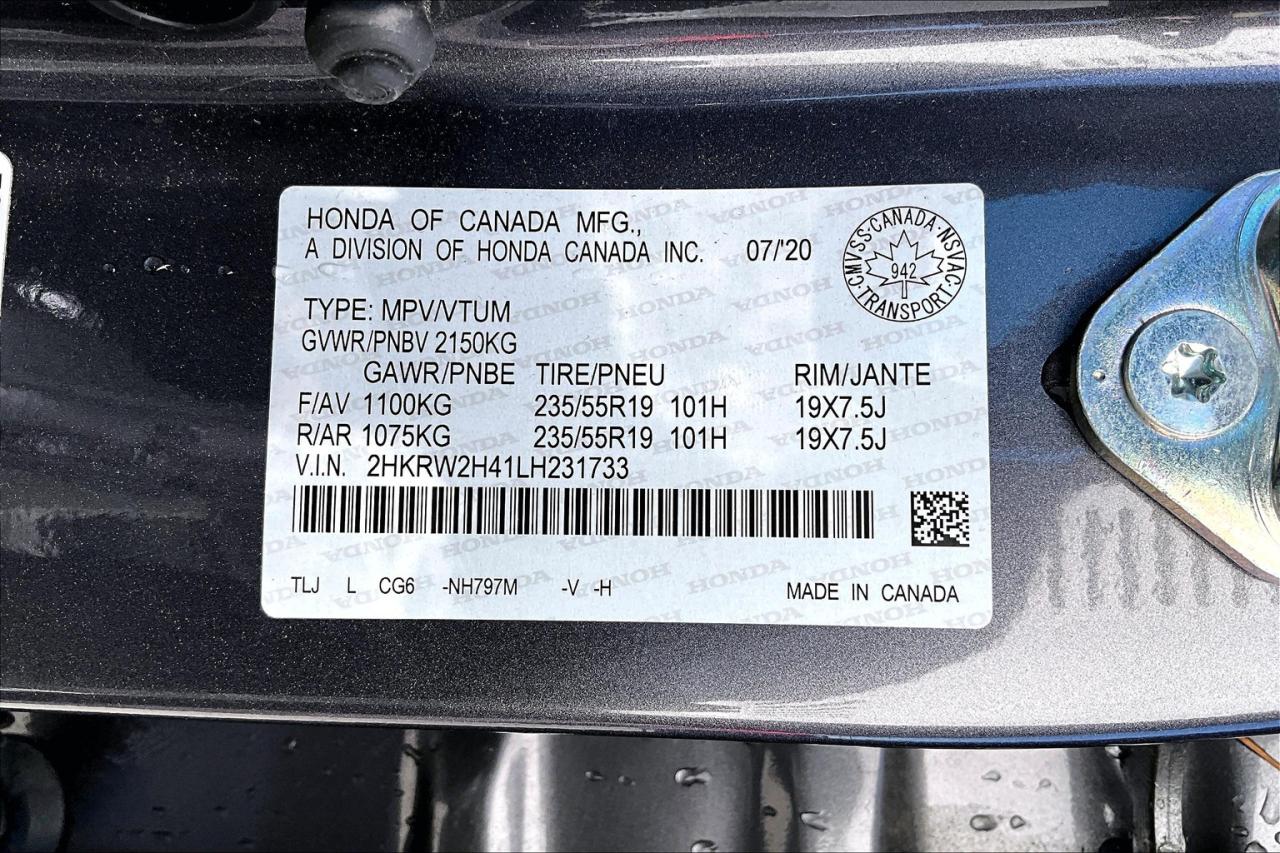 HONDA OF CANADA MFG.,
A DIVISION OF HONDA CANADA INC. 07/'20
CMVSS·CANADA·NSVAC·TRANSPORT·
942
TYPE: MPV/VTUM
GVWR/PNBV 2150KG
GAWR/PNBE TIRE/PNEU RIM/JANTE
F/AV 1100KG 235/55R19 101H 19X7.5J
R/AR 1075KG 235/55R19 101H 19X7.5J
V.I.N. 2HKRW2H41LH231733
TLJ L CG6 -NH797M -V -H MADE IN CANADA